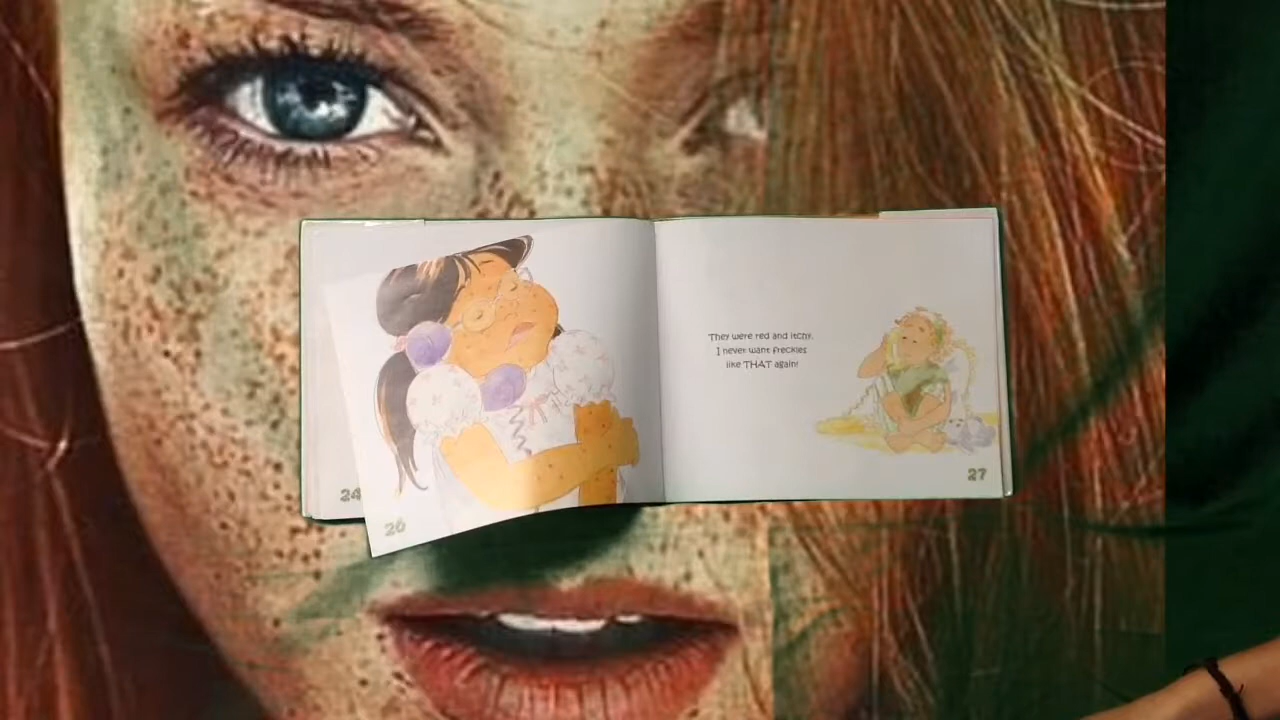 24
26
They were red and itchy,
I never want freckles
like THAT again!
27